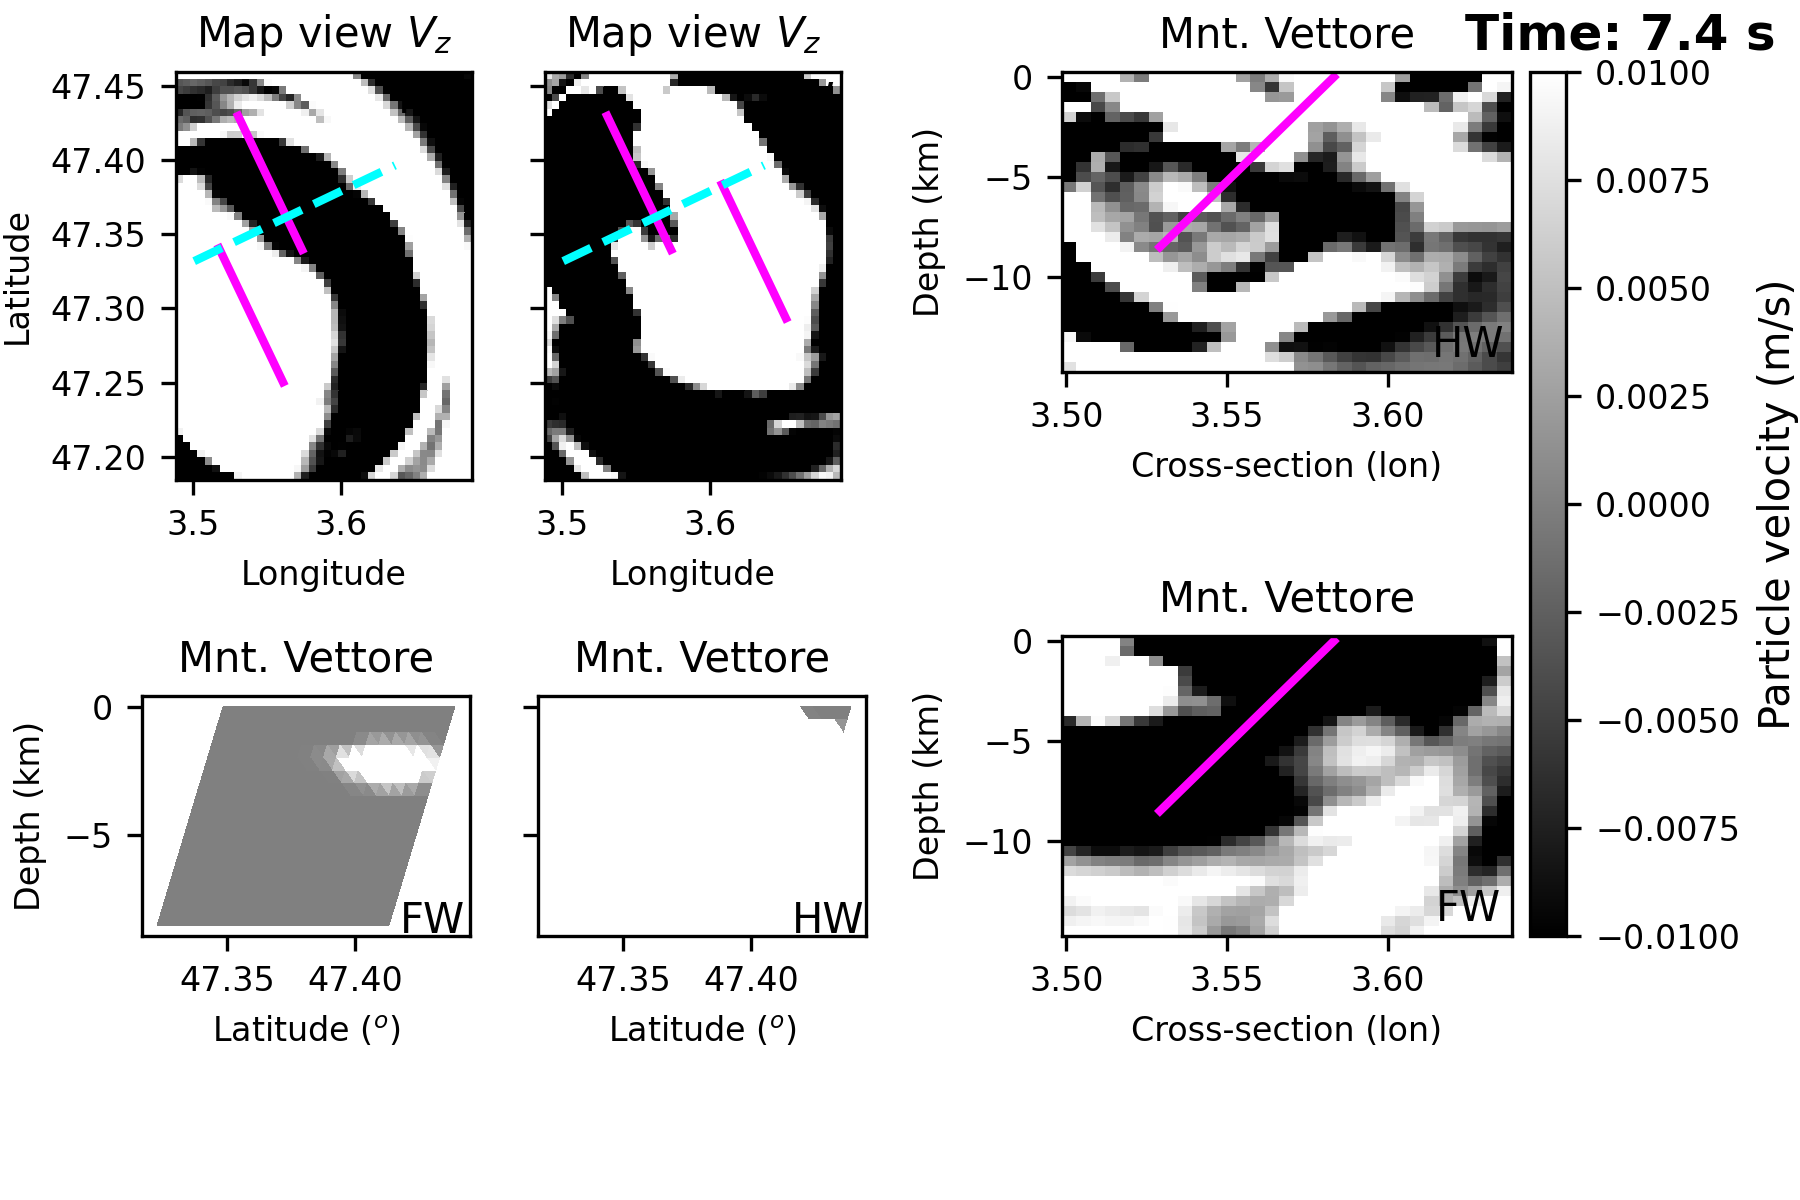 Map view Vz
Map view Vz
Mnt. Vettore
Time: 7.4 s
47.45
47.40
47.35
47.30
47.25
47.20
Latitude
3.5
3.6
Longitude
3.5
3.6
Longitude
0
−5
−10
Depth (km)
HW
3.50
3.55
3.60
Cross-section (lon)
0.0100
0.0075
0.0050
0.0025
0.0000
−0.0025
−0.0050
−0.0075
−0.0100
Particle velocity (m/s)
Mnt. Vettore
0
−5
Depth (km)
FW
47.35
47.40
Latitude (o)
Mnt. Vettore
HW
47.35
47.40
Latitude (o)
Mnt. Vettore
0
−5
−10
Depth (km)
FW
3.50
3.55
3.60
Cross-section (lon)